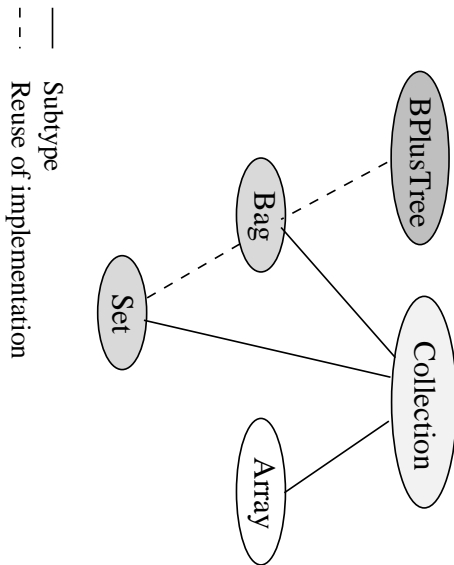 BPlusTree
Collection
Bag
Array
Set
Subtype
Reuse of implementation